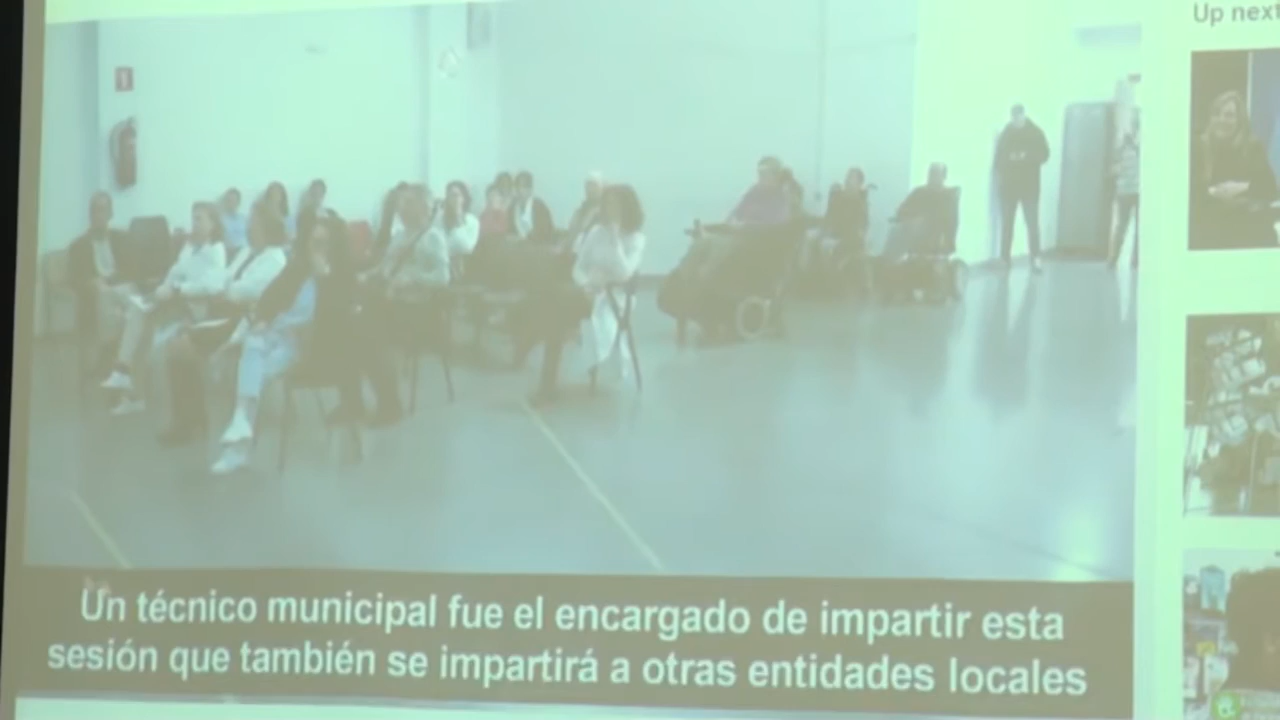 Up next
Un técnico municipal fue el encargado de impartir esta
sesión que también se impartirá a otras entidades locales